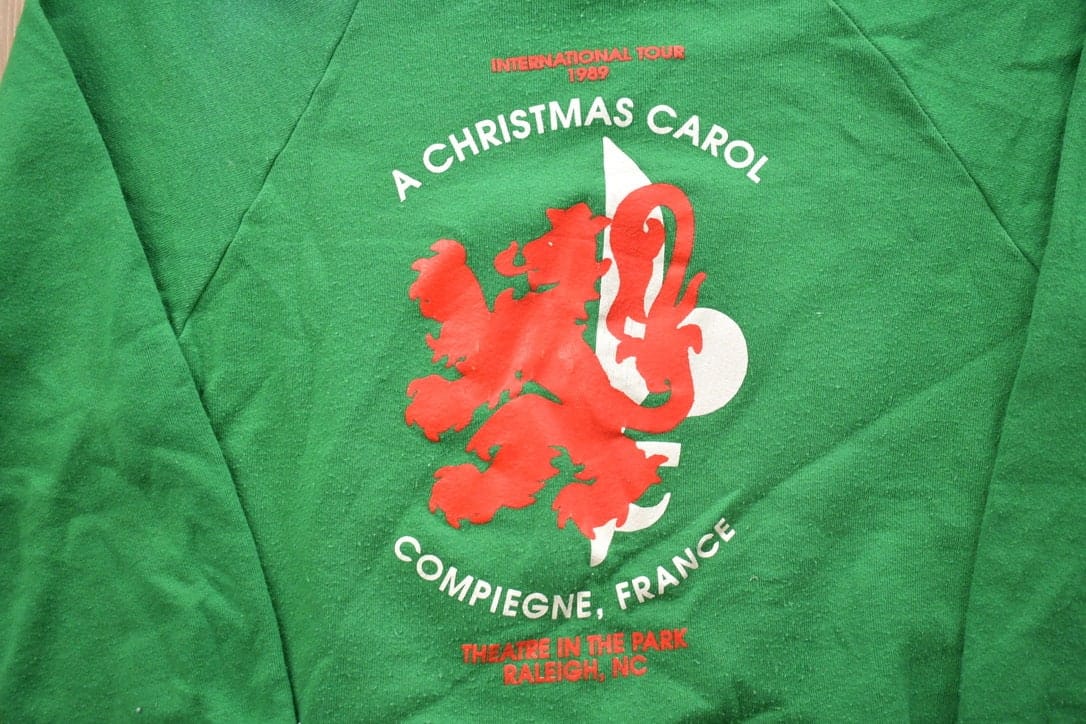 INTERNATIONAL TOUR
1989
A CHRISTMAS CAROL
COMPIEGNE, FRANCE
THEATRE IN THE PARK
RALEIGH, NC